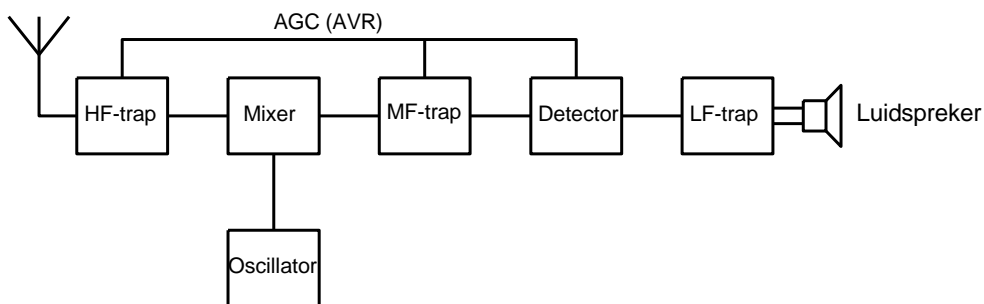 AGC (AVR)
HF-trap
Mixer
MF-trap
Detector
LF-trap
Luidspreker
Oscillator